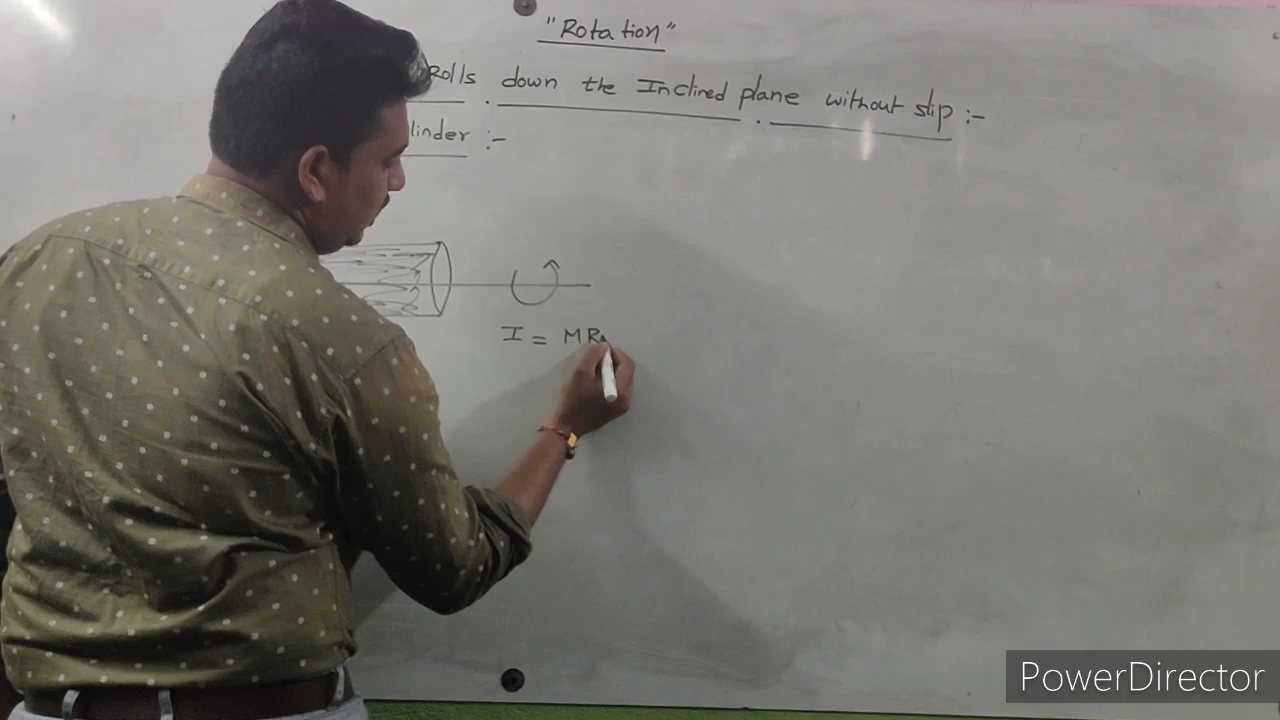 "Rotation"
Rolls down the Inclined plane without slip :-
linder :-
I = MR
PowerDirector